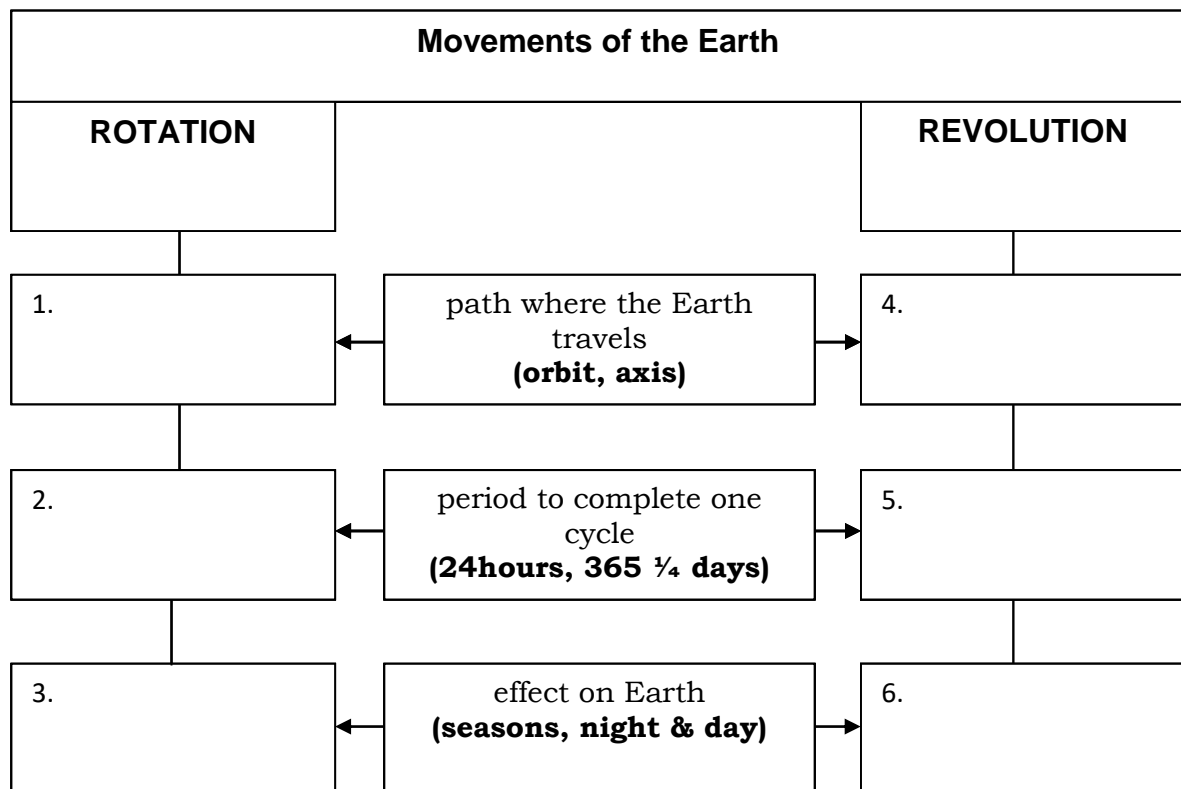 Movements of the Earth
ROTATION
REVOLUTION
1.
path where the Earth
travels
(orbit, axis)
4.
2.
period to complete one
cycle
(24hours, 365 ¼ days)
5.
3.
effect on Earth
(seasons, night & day)
6.